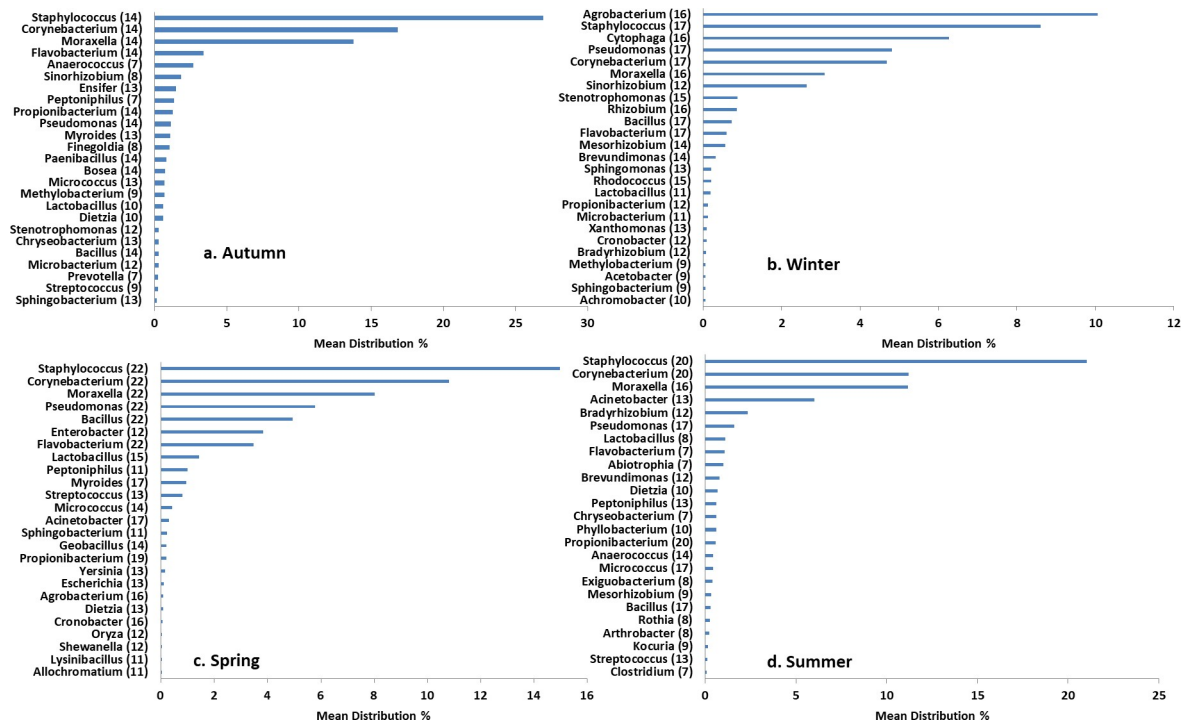 Staphylococcus (14)
Corynebacterium (14)
Moraxella (14)
Flavobacterium (14)
Anaerococcus (7)
Sinorhizobium (8)
Ensifer (13)
Peptoniphilus (7)
Propionibacterium (14)
Pseudomonas (14)
Myroides (13)
Finegoldia (8)
Paenibacillus (14)
Bosea (14)
Micrococcus (13)
Methylobacterium (9)
Lactobacillus (10)
Dietzia (10)
Stenotrophomonas (12)
Chryseobacterium (13)
Bacillus (14)
Microbacterium (12)
Prevotella (7)
Streptococcus (9)
Sphingobacterium (13)
a. Autumn
0 5 10 15 20 25 30
Mean Distribution %
Agrobacterium (16)
Staphylococcus (17)
Cytophaga (16)
Pseudomonas (17)
Corynebacterium (17)
Moraxella (16)
Sinorhizobium (12)
Stenotrophomonas (15)
Rhizobium (16)
Bacillus (17)
Flavobacterium (17)
Mesorhizobium (14)
Brevundimonas (14)
Sphingomonas (13)
Rhodococcus (15)
Lactobacillus (11)
Propionibacterium (12)
Microbacterium (11)
Xanthomonas (13)
Cronobacter (12)
Bradyrhizobium (12)
Methylobacterium (9)
Acetobacter (9)
Sphingobacterium (9)
Achromobacter (10)
b. Winter
0 2 4 6 8 10 12
Mean Distribution %
Staphylococcus (22)
Corynebacterium (22)
Moraxella (22)
Pseudomonas (22)
Bacillus (22)
Enterobacter (12)
Flavobacterium (22)
Lactobacillus (15)
Peptoniphilus (11)
Myroides (17)
Streptococcus (13)
Micrococcus (14)
Acinetobacter (17)
Sphingobacterium (11)
Geobacillus (14)
Propionibacterium (19)
Yersinia (13)
Escherichia (13)
Agrobacterium (16)
Dietzia (13)
Cronobacter (16)
Oryza (12)
Shewanella (12)
Lysinibacillus (11)
Allochromatium (11)
c. Spring
0 2 4 6 8 10 12 14 16
Mean Distribution %
Staphylococcus (20)
Corynebacterium (20)
Moraxella (16)
Acinetobacter (13)
Bradyrhizobium (12)
Pseudomonas (17)
Lactobacillus (8)
Flavobacterium (7)
Abiotrophia (7)
Brevundimonas (12)
Dietzia (10)
Peptoniphilus (13)
Chryseobacterium (7)
Phyllobacterium (10)
Propionibacterium (20)
Anaerococcus (14)
Micrococcus (17)
Exiguobacterium (8)
Mesorhizobium (9)
Bacillus (17)
Rothia (8)
Arthrobacter (8)
Kocuria (9)
Streptococcus (13)
Clostridium (7)
d. Summer
0 5 10 15 20 25
Mean Distribution %